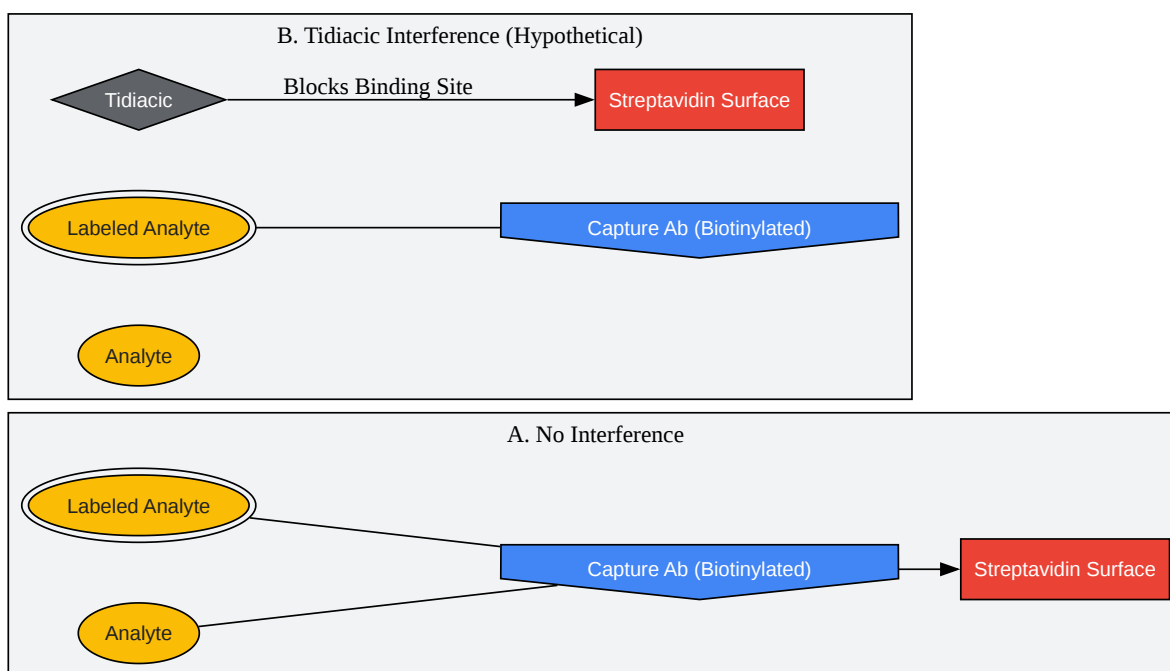 B. Tidiacic Interference (Hypothetical)
Tidiacic
Blocks Binding Site
Streptavidin Surface
Labeled Analyte
Capture Ab (Biotinylated)
Analyte
A. No Interference
Labeled Analyte
Capture Ab (Biotinylated)
Streptavidin Surface
Analyte